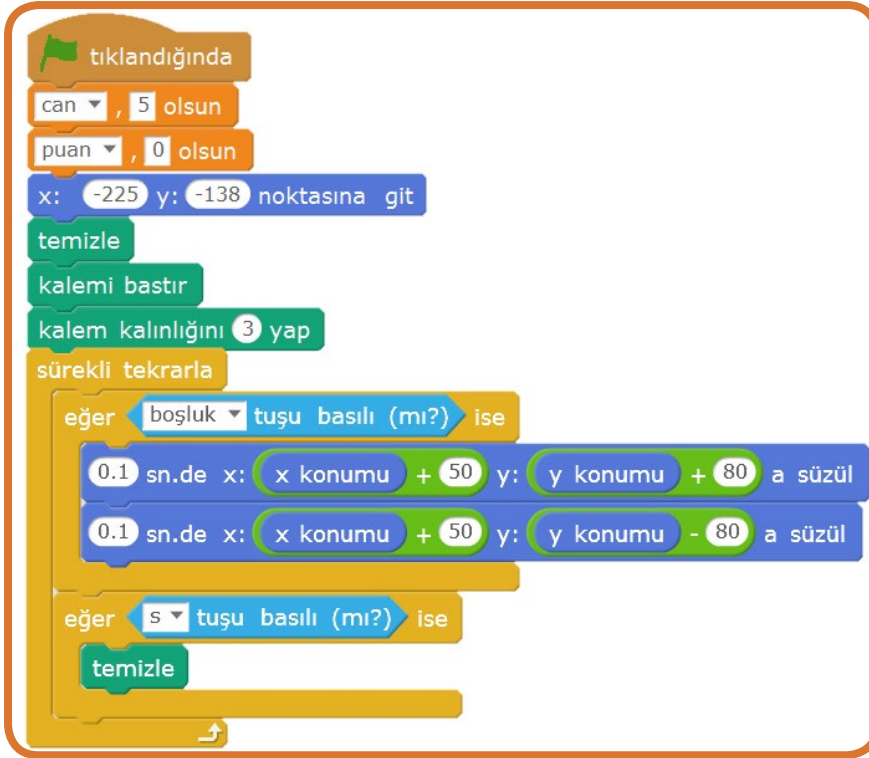 tıklandığında
can , 5 olsun
puan , 0 olsun
x: -225 y: -138 noktasına git
temizle
kalemi bastır
kalem kalınlığını 3 yap
sürekli tekrarla
eğer boşluk tuşu basılı (mı?) ise
0.1 sn.de x: x konumu + 50 y: y konumu + 80 a süzül
0.1 sn.de x: x konumu + 50 y: y konumu - 80 a süzül
eğer s tuşu basılı (mı?) ise
temizle